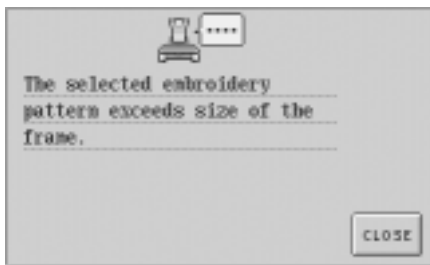 The selected embroidery
pattern exceeds size of the
frame.
CLOSE